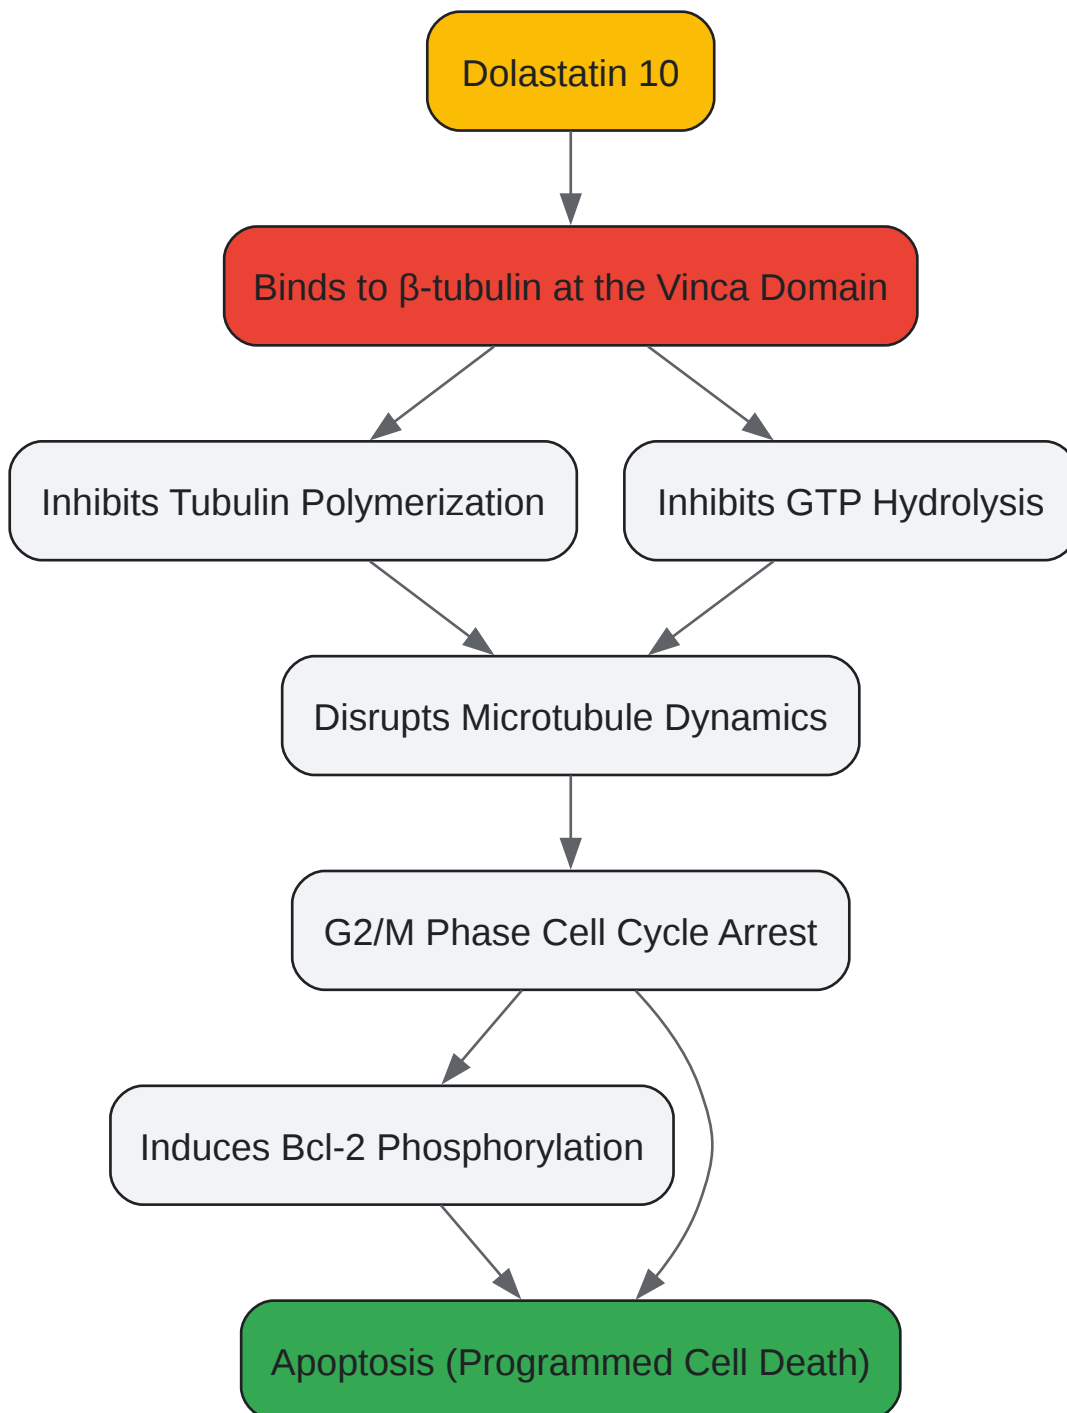 Dolastatin 10
Binds to β-tubulin at the Vinca Domain
Inhibits Tubulin Polymerization
Inhibits GTP Hydrolysis
Disrupts Microtubule Dynamics
G2/M Phase Cell Cycle Arrest
Induces Bcl-2 Phosphorylation
Apoptosis (Programmed Cell Death)